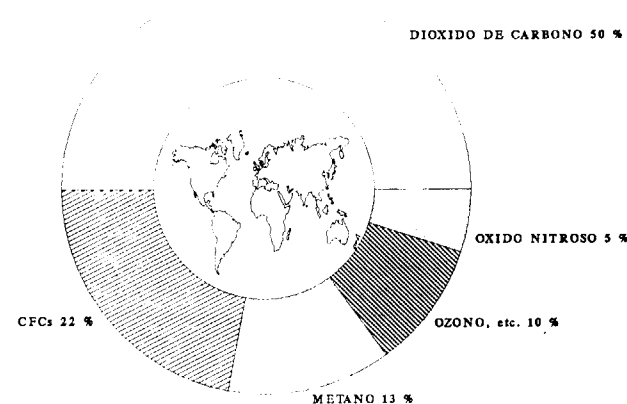 DIOXIDO DE CARBONO 50 %
OXIDO NITROSO 5 %
OZONO, etc. 10 %
CFCs 22 %
METANO 13 %